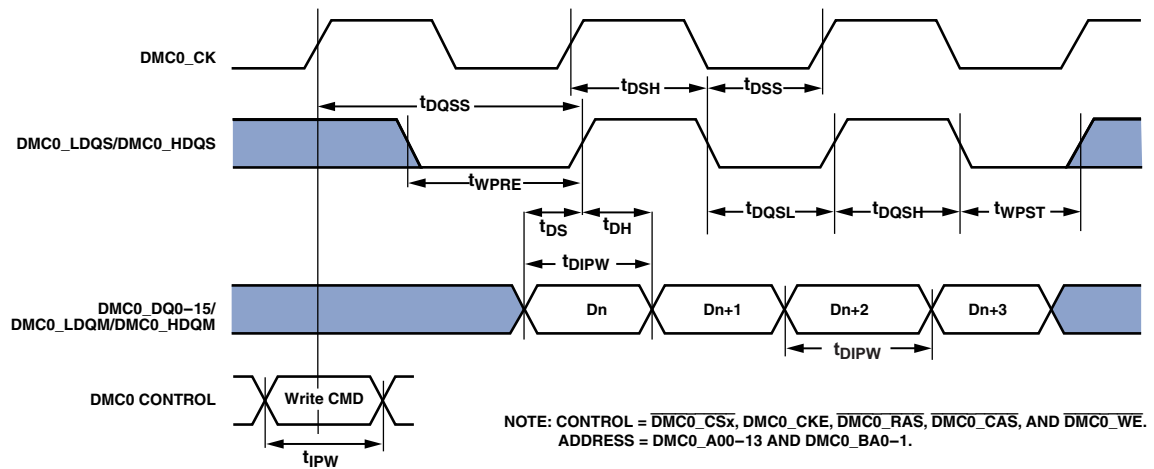 DMC0_CK
tDSH
tDSS
tDQSS
DMC0_LDQS/DMC0_HDQS
tWPRE
tDQSL
tDQSH
tWPST
tDS
tDH
tDIPW
DMC0_DQ0–15/
DMC0_LDQM/DMC0_HDQM
Dn
Dn+1
Dn+2
Dn+3
tDIPW
DMC0 CONTROL
Write CMD
tIPW
NOTE: CONTROL = DMC0_CSx, DMC0_CKE, DMC0_RAS, DMC0_CAS, AND DMC0_WE.
ADDRESS = DMC0_A00–13 AND DMC0_BA0–1.